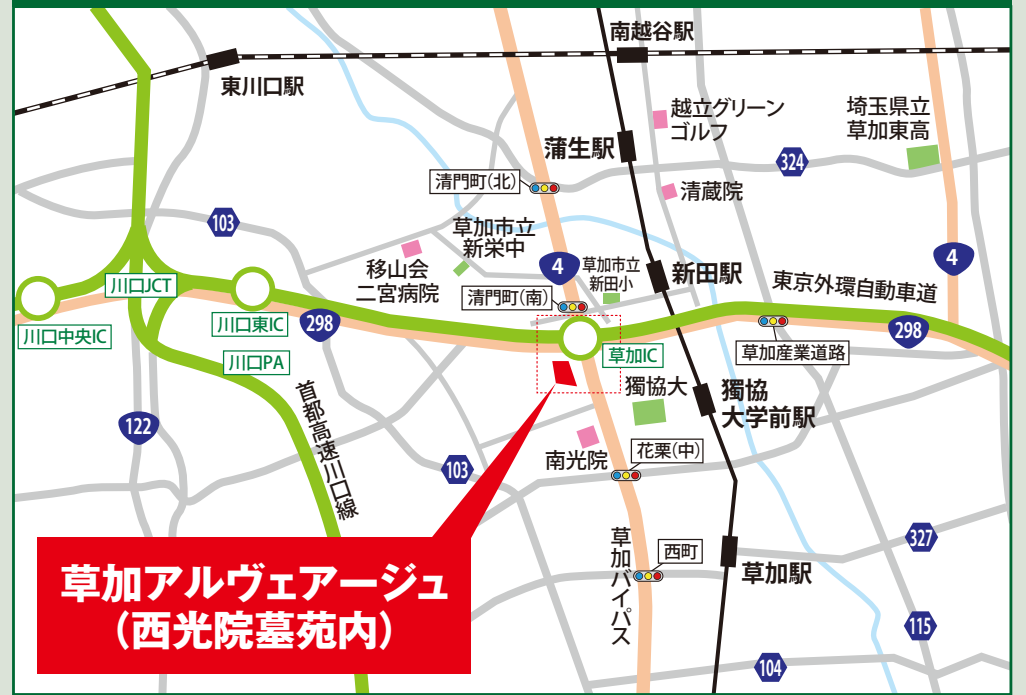 南越谷駅
東川口駅
越立グリーン
ゴルフ
埼玉県立
草加東高
蒲生駅
324
清門町(北)
清蔵院
103
草加市立
新栄中
移山会
二宮病院
4
草加市立
新田小
新田駅
4
東京外環自動車道
川口JCT
清門町(南)
川口中央IC
川口東IC
298
298
川口PA
草加IC
草加産業道路
獨協大
獨協
大学前駅
首都高速川口線
122
南光院
花栗(中)
103
草加バイパス
西町
草加駅
327
草加アルヴェアージュ
(西光院墓苑内)
115
104